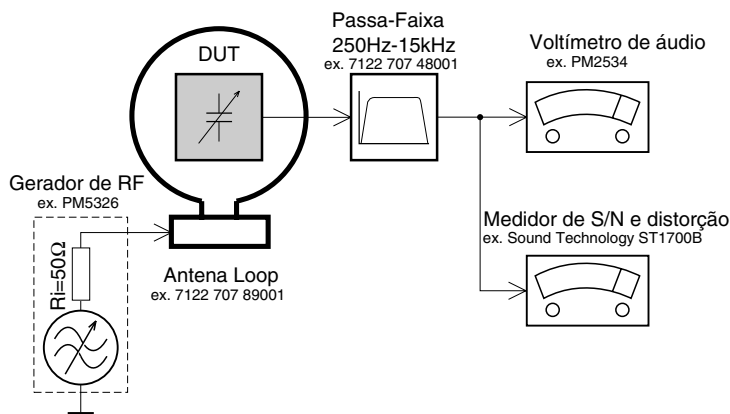 Passa-Faixa
250Hz-15kHz
ex. 7122 707 48001
Voltímetro de áudio
ex. PM2534
DUT
Gerador de RF
ex. PM5326
Ri=50Ω
Antena Loop
ex. 7122 707 89001
Medidor de S/N e distorção
ex. Sound Technology ST1700B